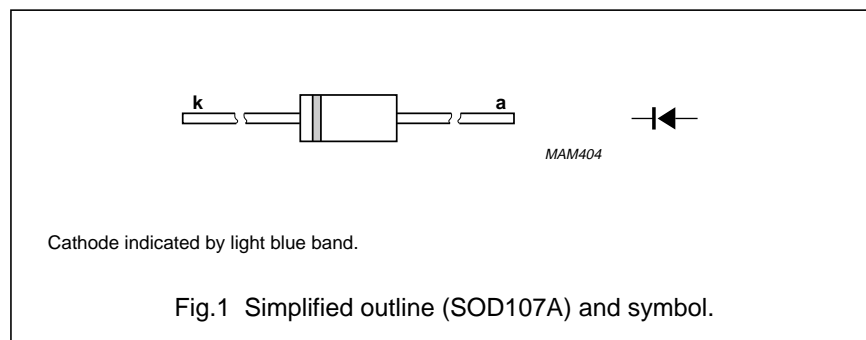 k a
MAM404
Cathode indicated by light blue band.
Fig.1 Simplified outline (SOD107A) and symbol.